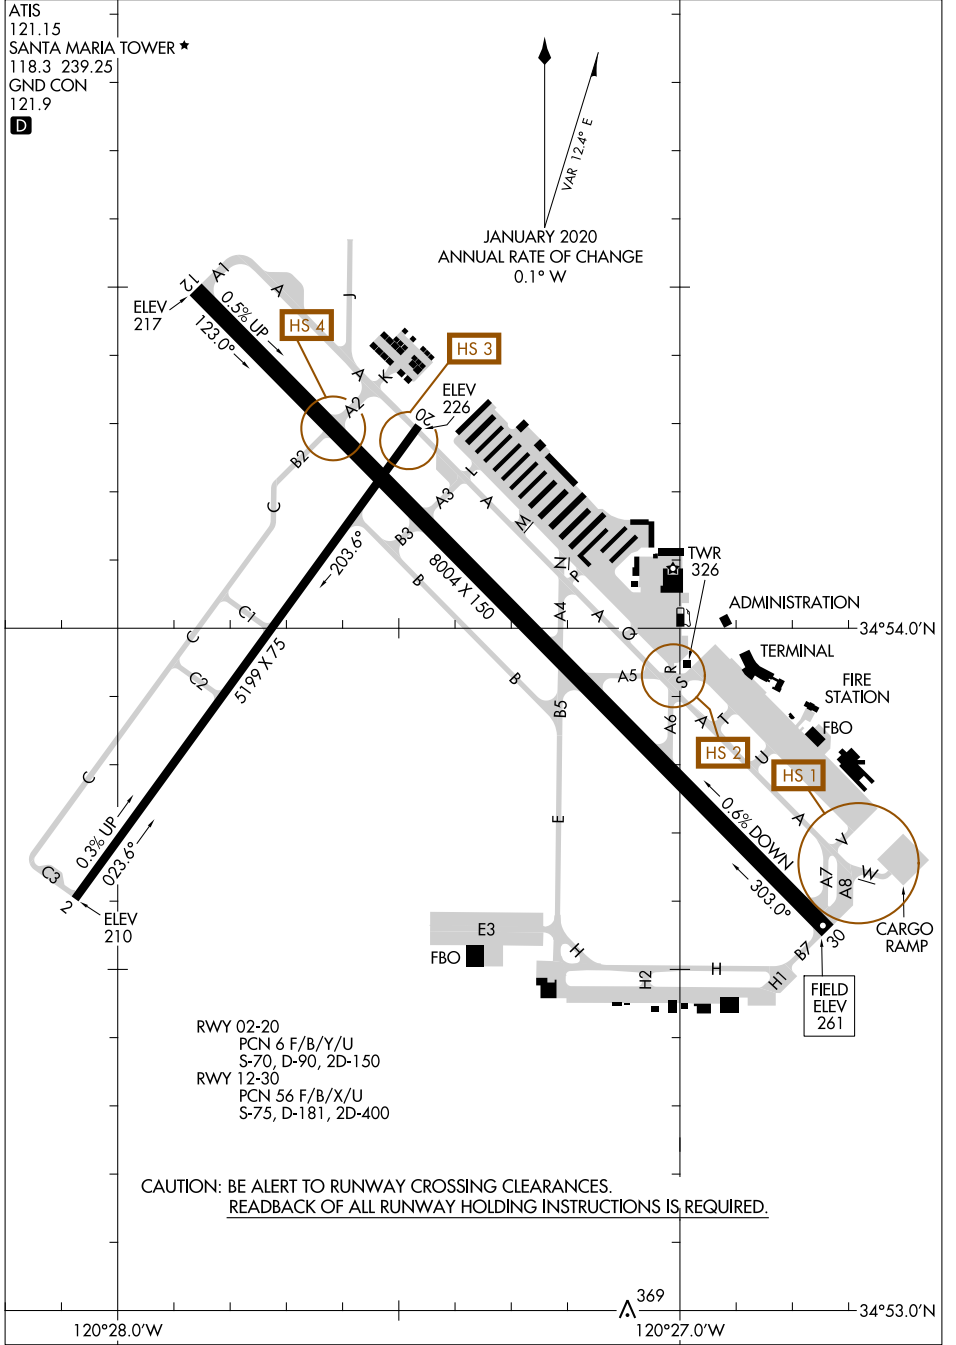 ATIS
121.15
SANTA MARIA TOWER ★
118.3 239.25
GND CON
121.9
D
VAR 12.4° E
JANUARY 2020
ANNUAL RATE OF CHANGE
0.1° W
A1
A
12
ELEV
217
0.5% UP
123.0°
J
HS 4
HS 3
A
K
A2
ELEV
226
20
B2
L
A
A3
M
C
B3
203.6°
8004 X 150
B
N
P
TWR
326
A4
A
Q
C1
ADMINISTRATION
34°54.0'N
C
5199 X 75
TERMINAL
R
A5
S
C2
B
B5
FIRE
STATION
A6
A
T
FBO
HS 2
U
HS 1
C
0.6% DOWN
A
E
V
0.3% UP
023.6°
A7
A8
W
C3
303.0°
2
ELEV
210
30
CARGO
RAMP
E3
FBO
H
B7
H
H2
H1
FIELD
ELEV
261
RWY 02-20
PCN 6 F/B/Y/U
S-70, D-90, 2D-150
RWY 12-30
PCN 56 F/B/X/U
S-75, D-181, 2D-400
CAUTION: BE ALERT TO RUNWAY CROSSING CLEARANCES.
READBACK OF ALL RUNWAY HOLDING INSTRUCTIONS IS REQUIRED.
369
34°53.0'N
120°28.0'W
120°27.0'W